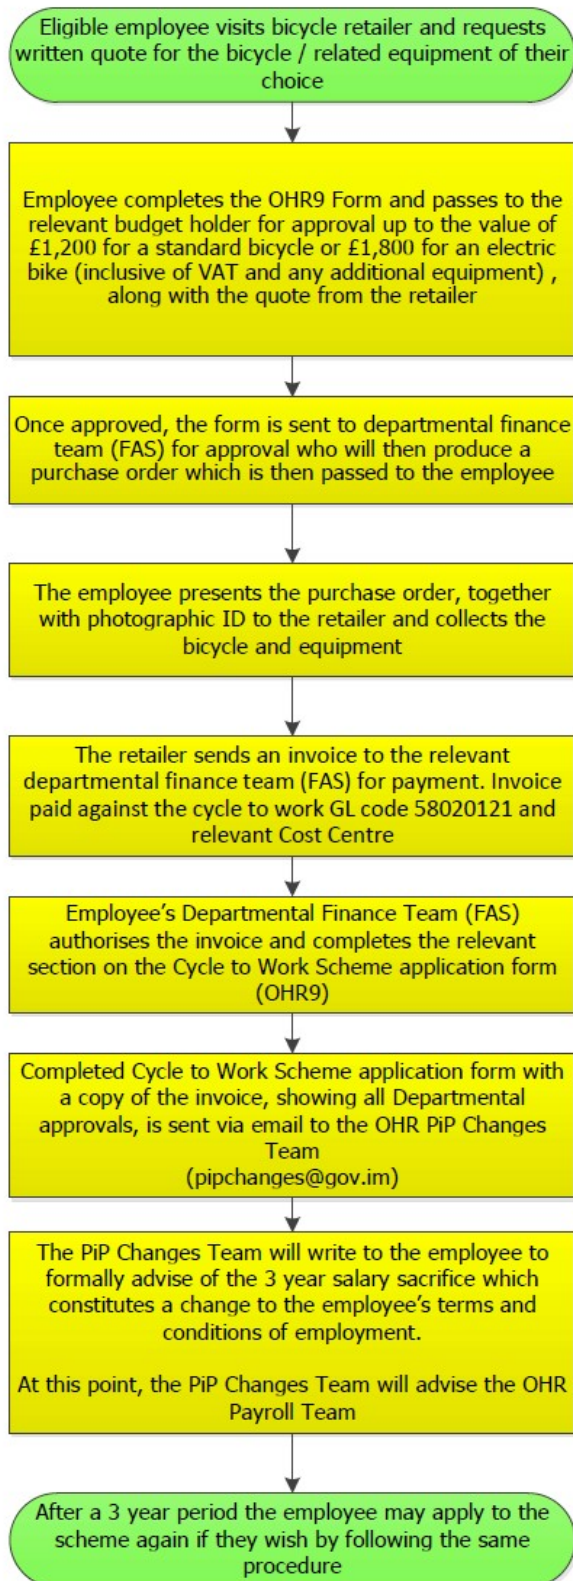 Eligible employee visits bicycle retailer and requests
written quote for the bicycle / related equipment of their
choice
Employee completes the OHR9 Form and passes to the
relevant budget holder for approval up to the value of
£1,200 for a standard bicycle or £1,800 for an electric
bike (inclusive of VAT and any additional equipment) ,
along with the quote from the retailer
Once approved, the form is sent to departmental finance
team (FAS) for approval who will then produce a
purchase order which is then passed to the employee
The employee presents the purchase order, together
with photographic ID to the retailer and collects the
bicycle and equipment
The retailer sends an invoice to the relevant
departmental finance team (FAS) for payment. Invoice
paid against the cycle to work GL code 58020121 and
relevant Cost Centre
Employee’s Departmental Finance Team (FAS)
authorises the invoice and completes the relevant
section on the Cycle to Work Scheme application form
(OHR9)
Completed Cycle to Work Scheme application form with
a copy of the invoice, showing all Departmental
approvals, is sent via email to the OHR PiP Changes
Team
(pipchanges@gov.im)
The PiP Changes Team will write to the employee to
formally advise of the 3 year salary sacrifice which
constitutes a change to the employee’s terms and
conditions of employment.
At this point, the PiP Changes Team will advise the OHR
Payroll Team
After a 3 year period the employee may apply to the
scheme again if they wish by following the same
procedure